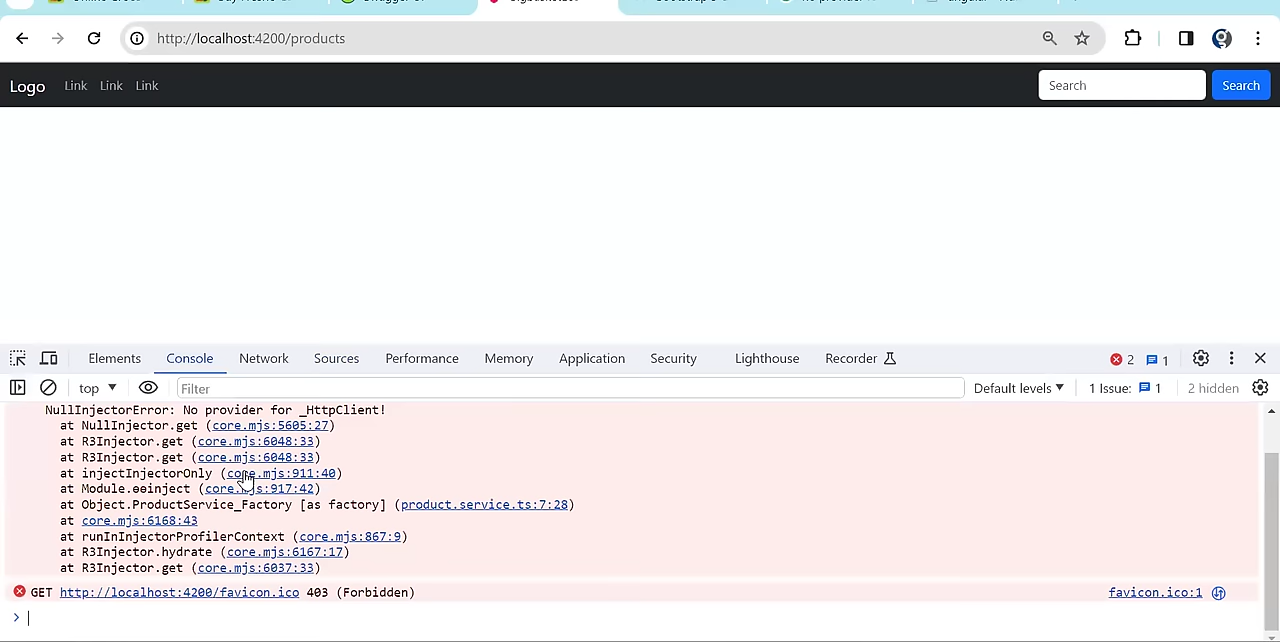 http://localhost:4200/products
Logo Link Link Link Search Search
Elements Console Network Sources Performance Memory Application Security Lighthouse Recorder 2 1
top Filter Default levels 1 Issue: 1 2 hidden
NullInjectorError: No provider for _HttpClient!
at NullInjector.get (core.mjs:5605:27)
at R3Injector.get (core.mjs:6048:33)
at R3Injector.get (core.mjs:6048:33)
at injectInjectorOnly (core.mjs:911:40)
at Module.ɵɵinject (core.mjs:917:42)
at Object.ProductService_Factory [as factory] (product.service.ts:7:28)
at core.mjs:6168:43
at runInInjectorProfilerContext (core.mjs:867:9)
at R3Injector.hydrate (core.mjs:6167:17)
at R3Injector.get (core.mjs:6037:33)
GET http://localhost:4200/favicon.ico 403 (Forbidden) favicon.ico:1
>